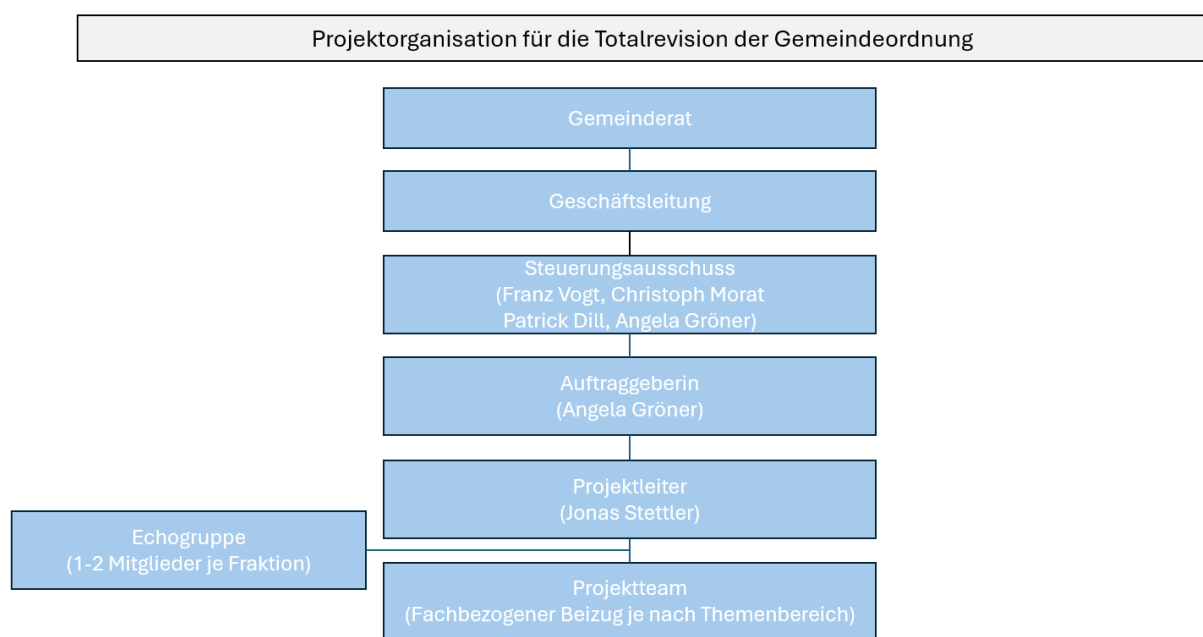 Projektorganisation für die Totalrevision der Gemeindeordnung
Gemeinderat
Geschäftsleitung
Steuerungsausschuss
(Franz Vogt, Christoph Morat
Patrick Dill, Angela Gröner)
Auftraggeberin
(Angela Gröner)
Projektleiter
(Jonas Stettler)
Echogruppe
(1-2 Mitglieder je Fraktion)
Projektteam
(Fachbezogener Beizug je nach Themenbereich)